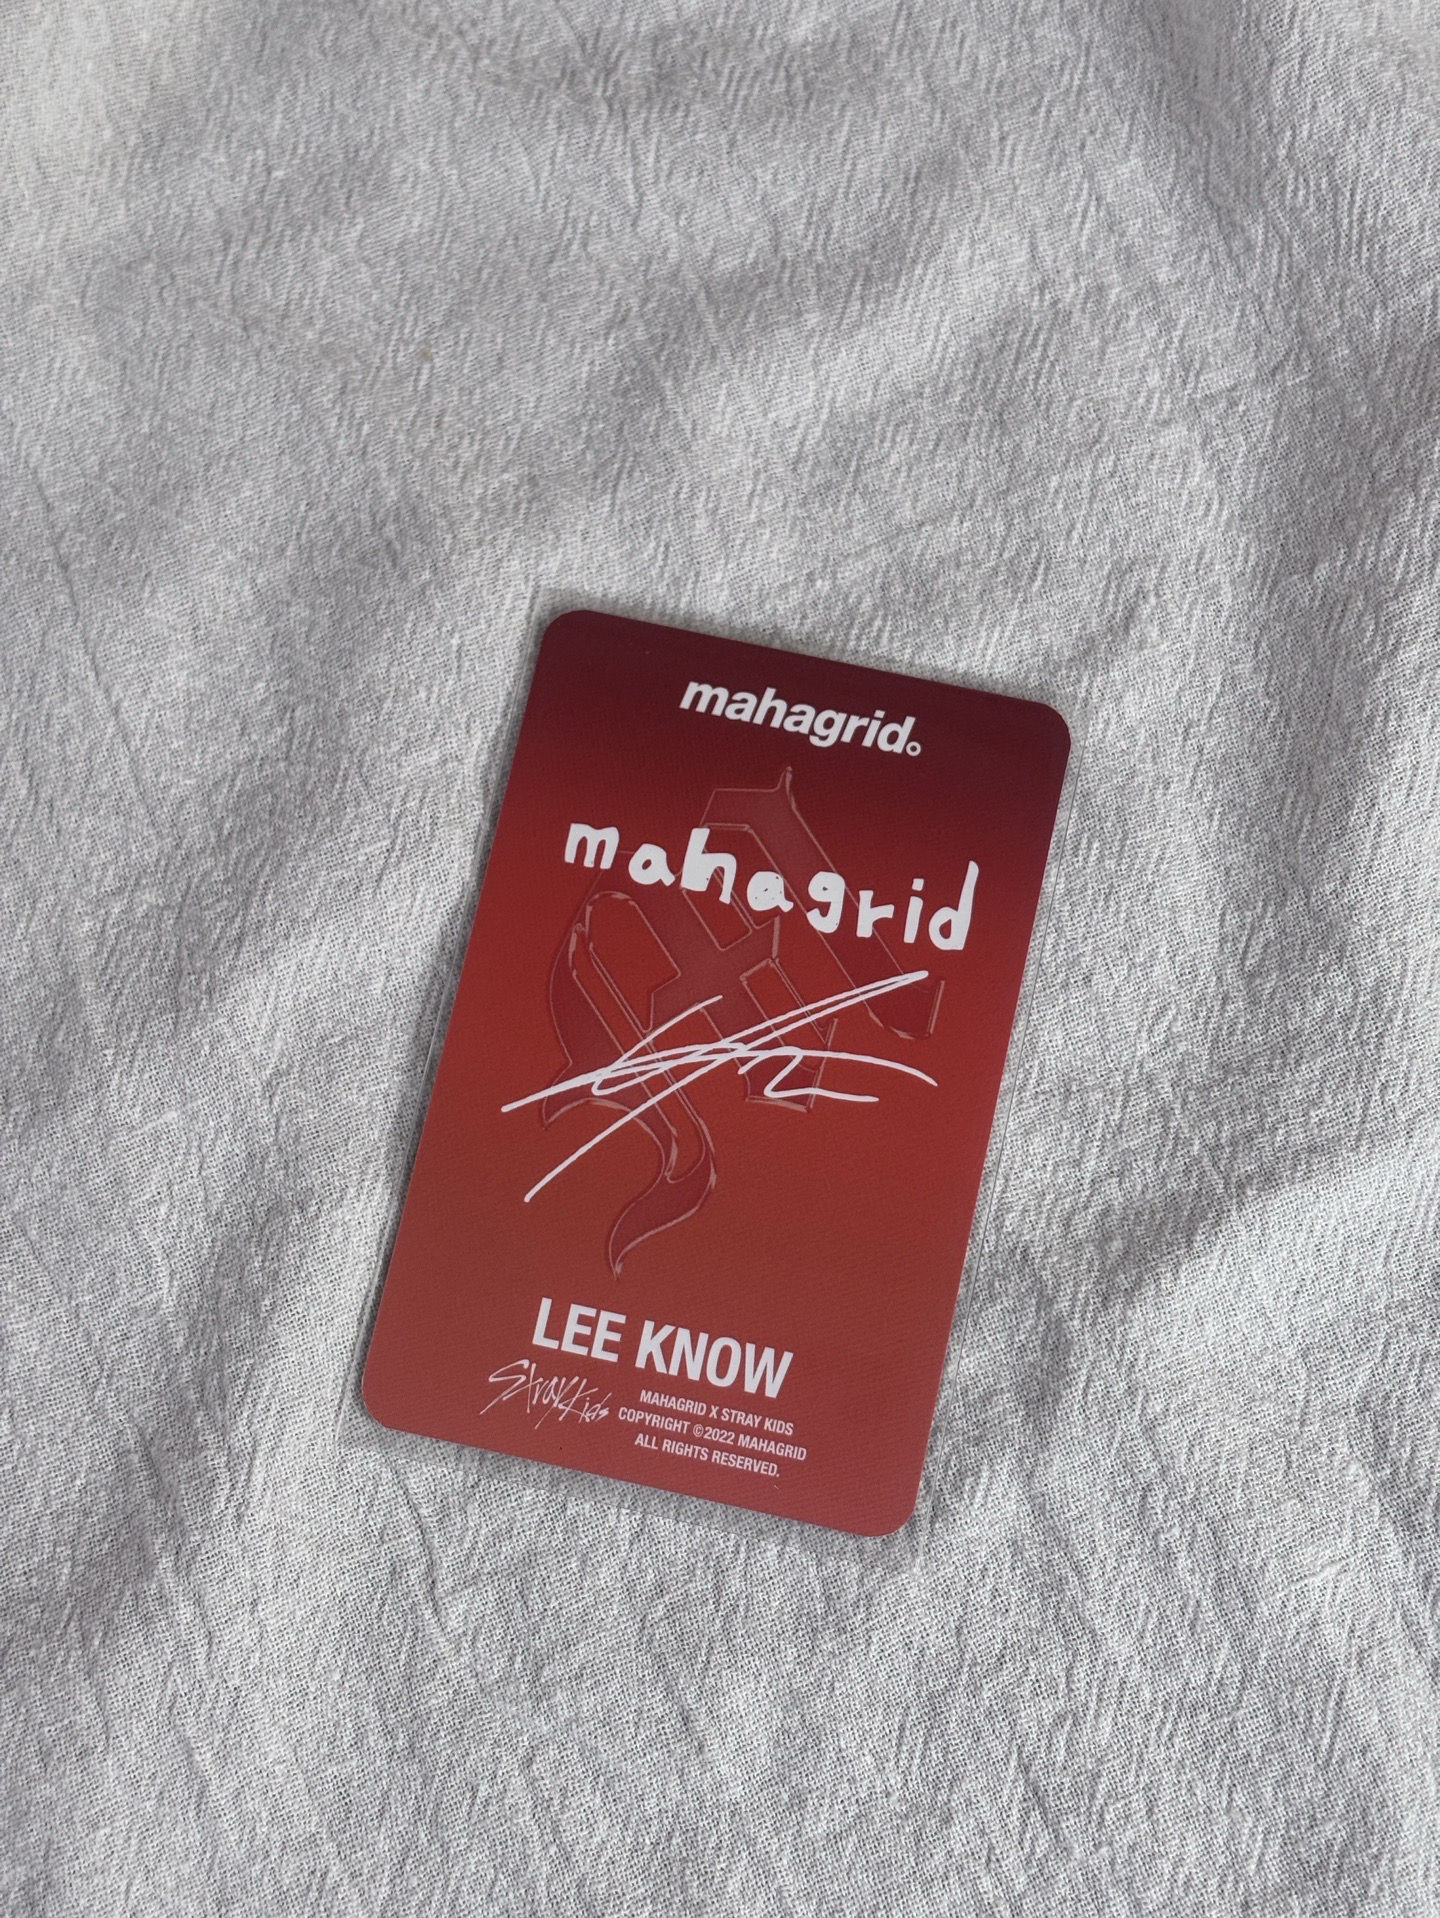 mahagrid
mahagrid
LEE KNOW
Stray Kids
MAHAGRID X STRAY KIDS
COPYRIGHT ©2022 MAHAGRID
ALL RIGHTS RESERVED.